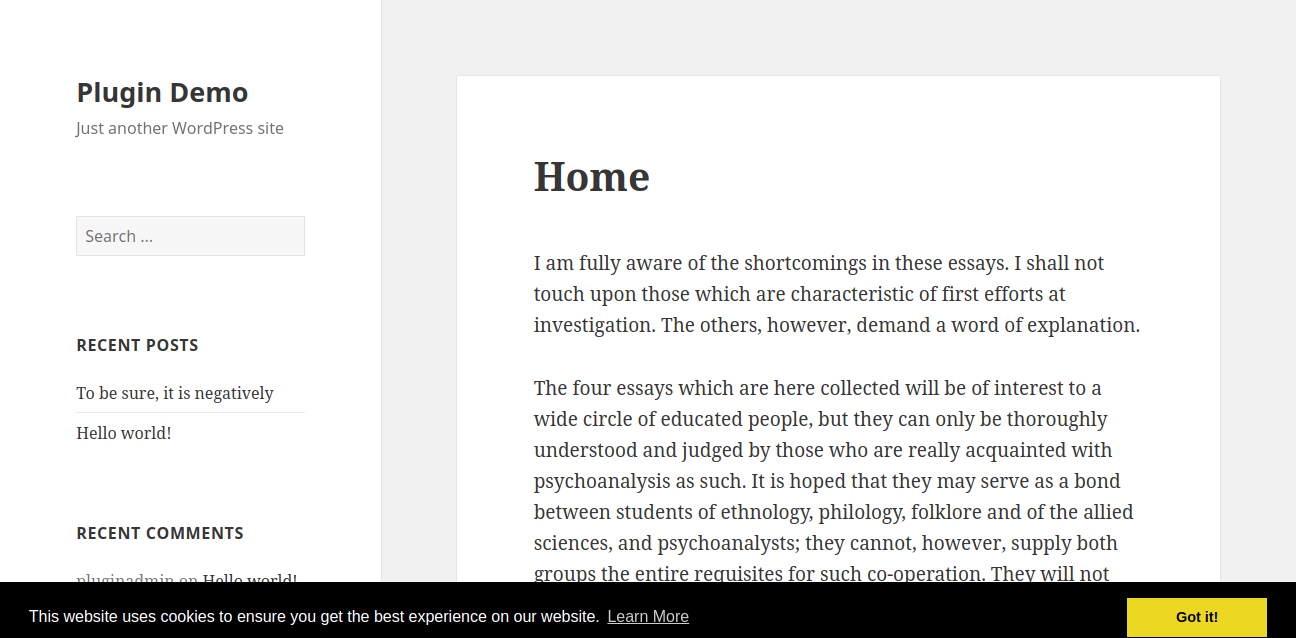 Plugin Demo
Just another WordPress site
Search ...
RECENT POSTS
To be sure, it is negatively
Hello world!
RECENT COMMENTS
pluginadmin on Hello world!
Home
I am fully aware of the shortcomings in these essays. I shall not
touch upon those which are characteristic of first efforts at
investigation. The others, however, demand a word of explanation.
The four essays which are here collected will be of interest to a
wide circle of educated people, but they can only be thoroughly
understood and judged by those who are really acquainted with
psychoanalysis as such. It is hoped that they may serve as a bond
between students of ethnology, philology, folklore and of the allied
sciences, and psychoanalysts; they cannot, however, supply both
groups the entire requisites for such co-operation. They will not
This website uses cookies to ensure you get the best experience on our website. Learn More
Got it!